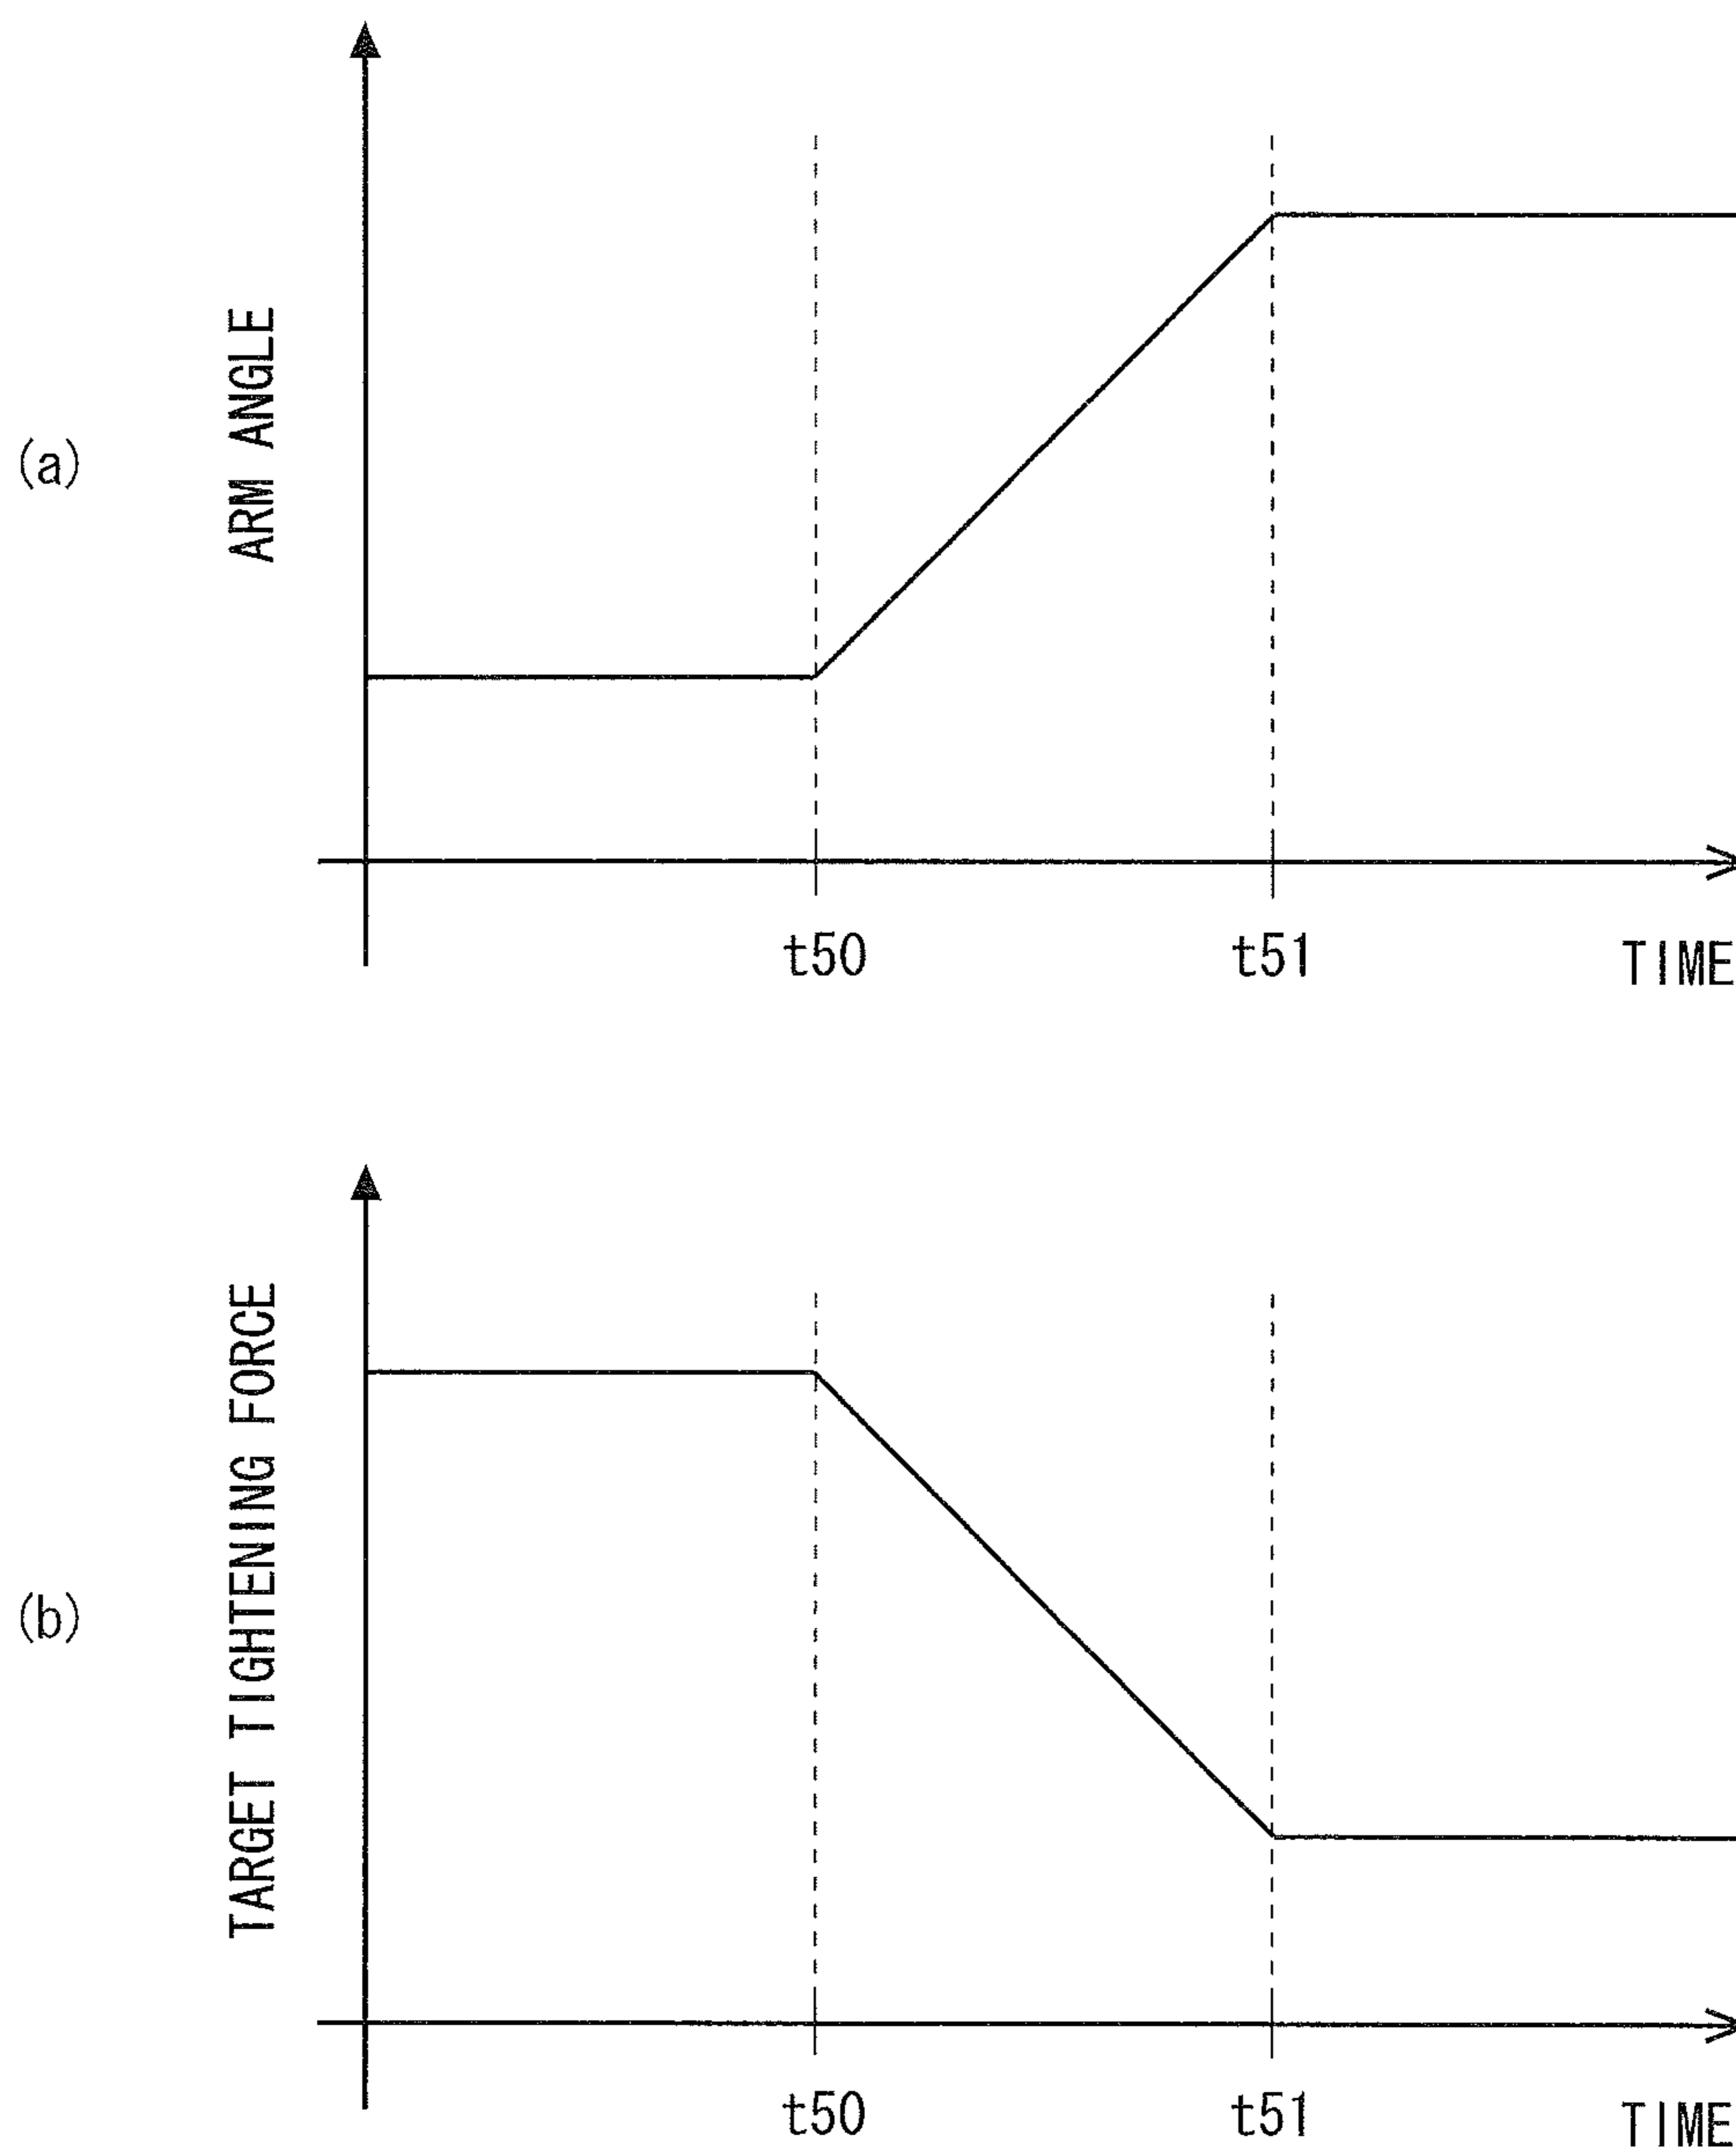 (a)
ARM ANGLE
t50
t51
TIME
(b)
TARGET TIGHTENING FORCE
t50
t51
TIME